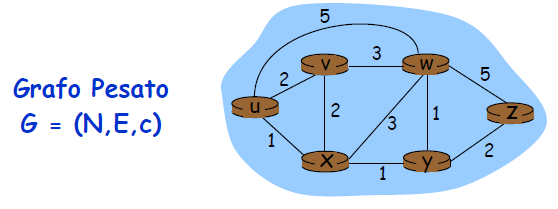 Grafo Pesato
G = (N,E,c)
5
v
3
w
2
5
u
2
3
1
z
1
x
1
y
2